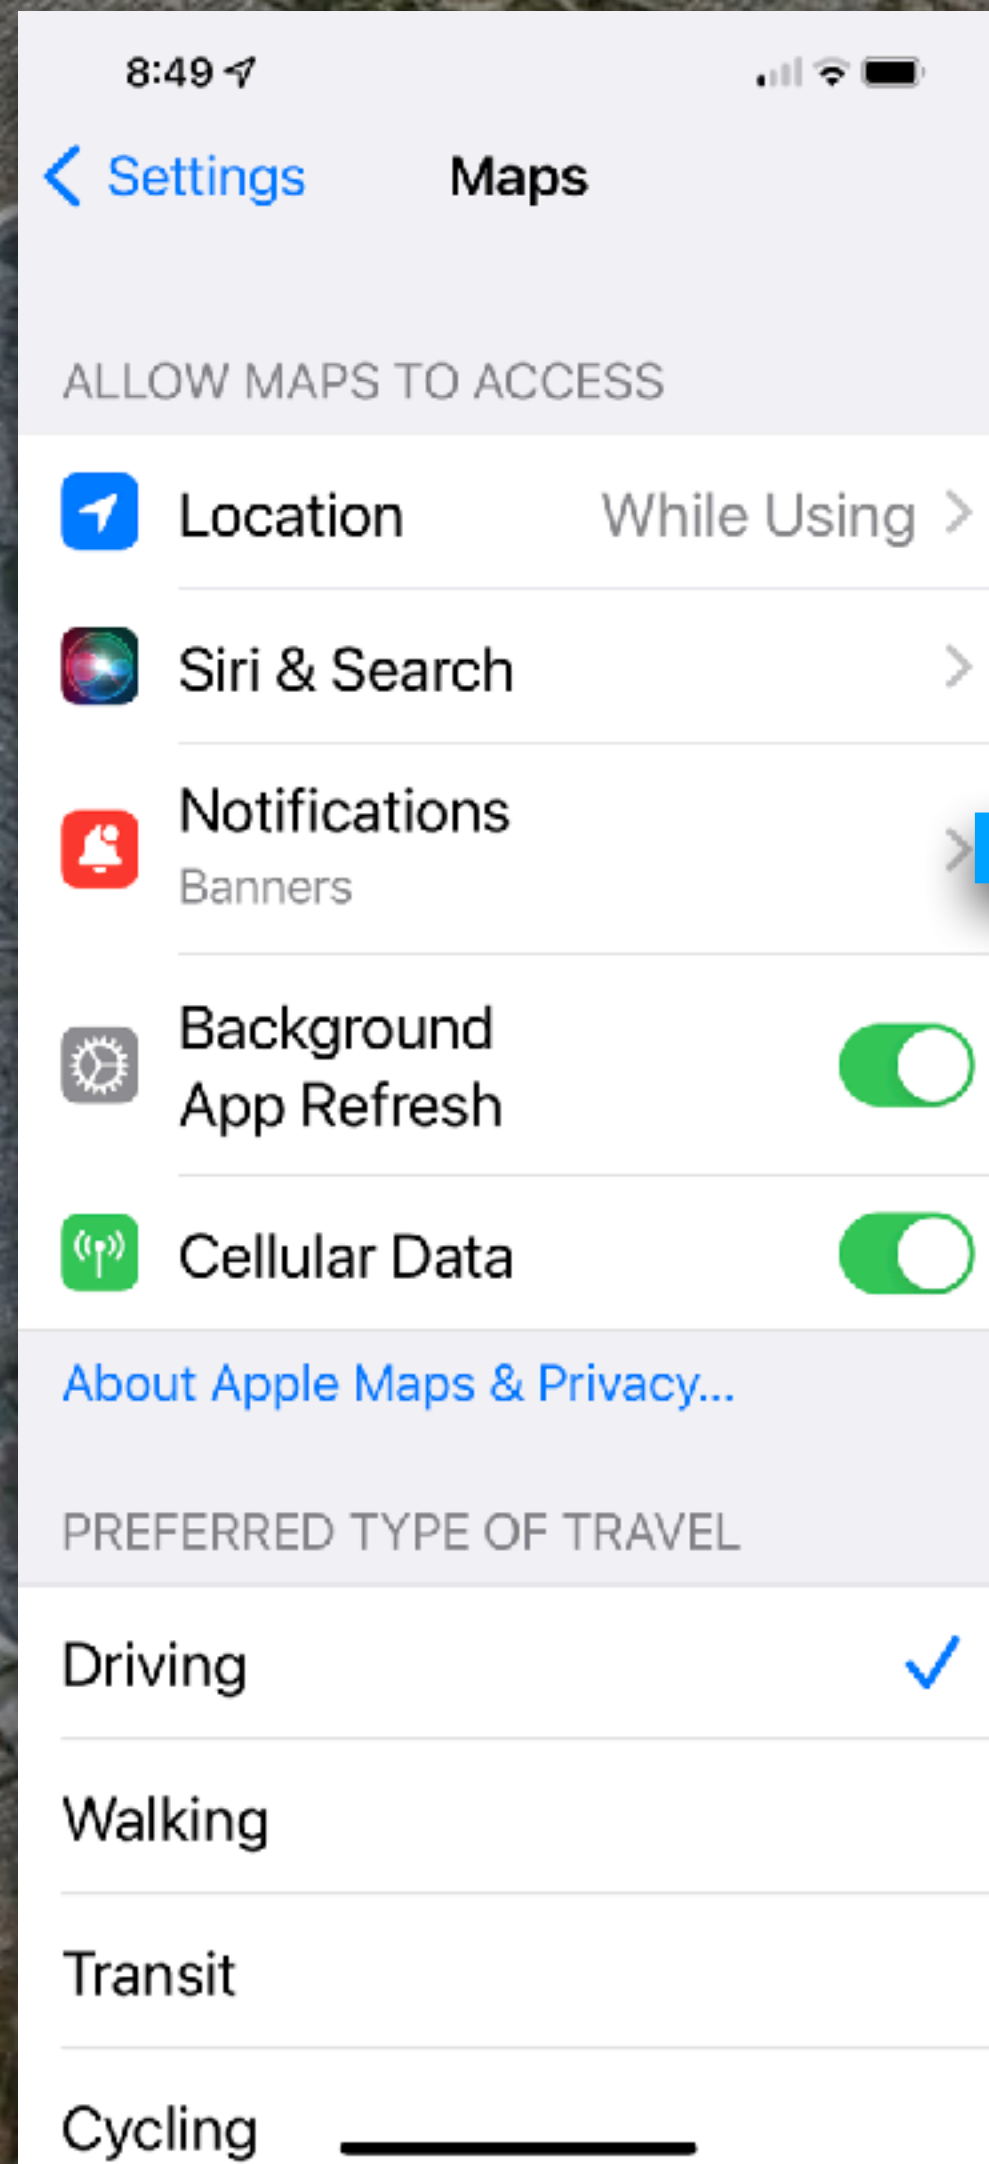 8:49
Settings
Maps
ALLOW MAPS TO ACCESS
Location While Using
Siri & Search
Notifications
Banners
Background
App Refresh
Cellular Data
About Apple Maps & Privacy...
PREFERRED TYPE OF TRAVEL
Driving
Walking
Transit
Cycling